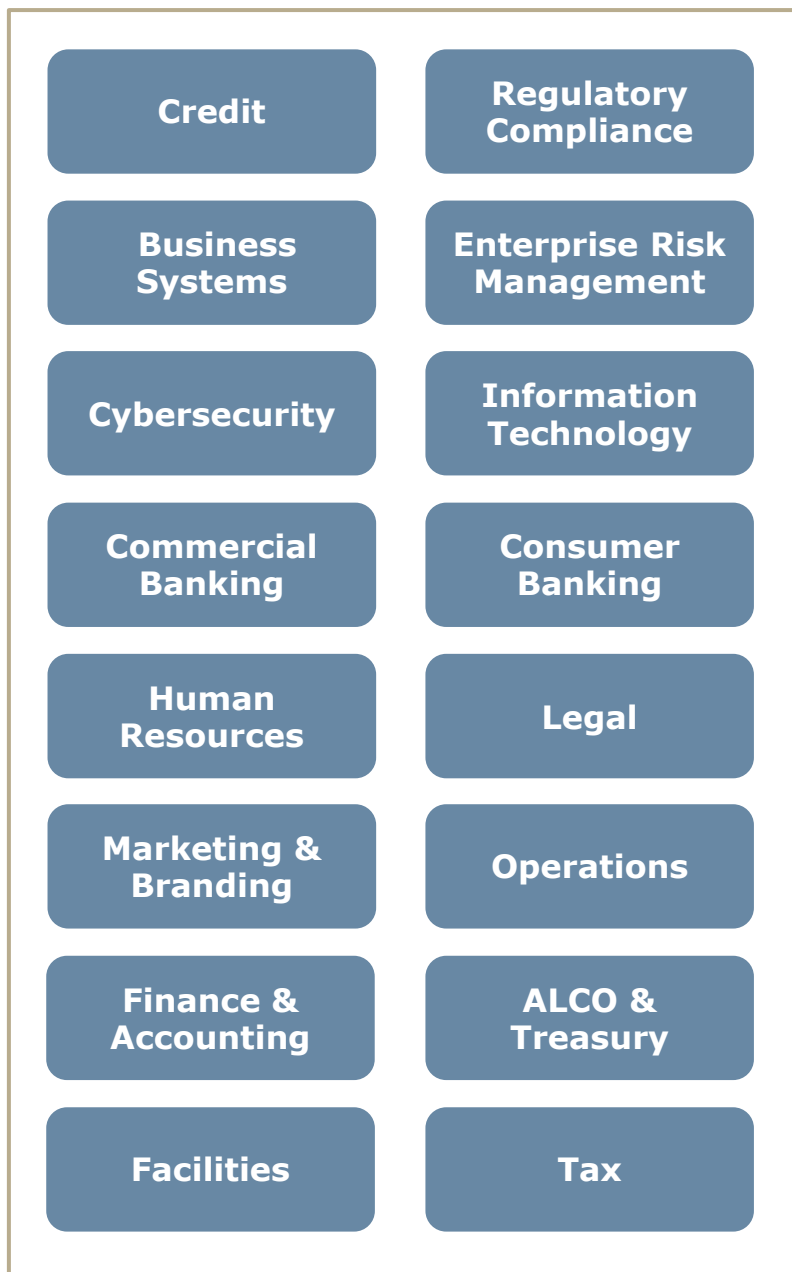 Credit
Regulatory
Compliance
Business
Systems
Enterprise Risk
Management
Cybersecurity
Information
Technology
Commercial
Banking
Consumer
Banking
Human
Resources
Legal
Marketing &
Branding
Operations
Finance &
Accounting
ALCO &
Treasury
Facilities
Tax